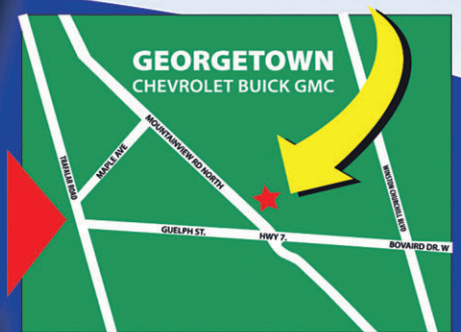 GEORGETOWN
CHEVROLET BUICK GMC
TRAFALGAR ROAD
MAPLE AVE
MOUNTAINVIEW RD NORTH
WINSTON CHURCHILL BLVD
GUELPH ST.
HWY 7.
BOVAIRD DR. W